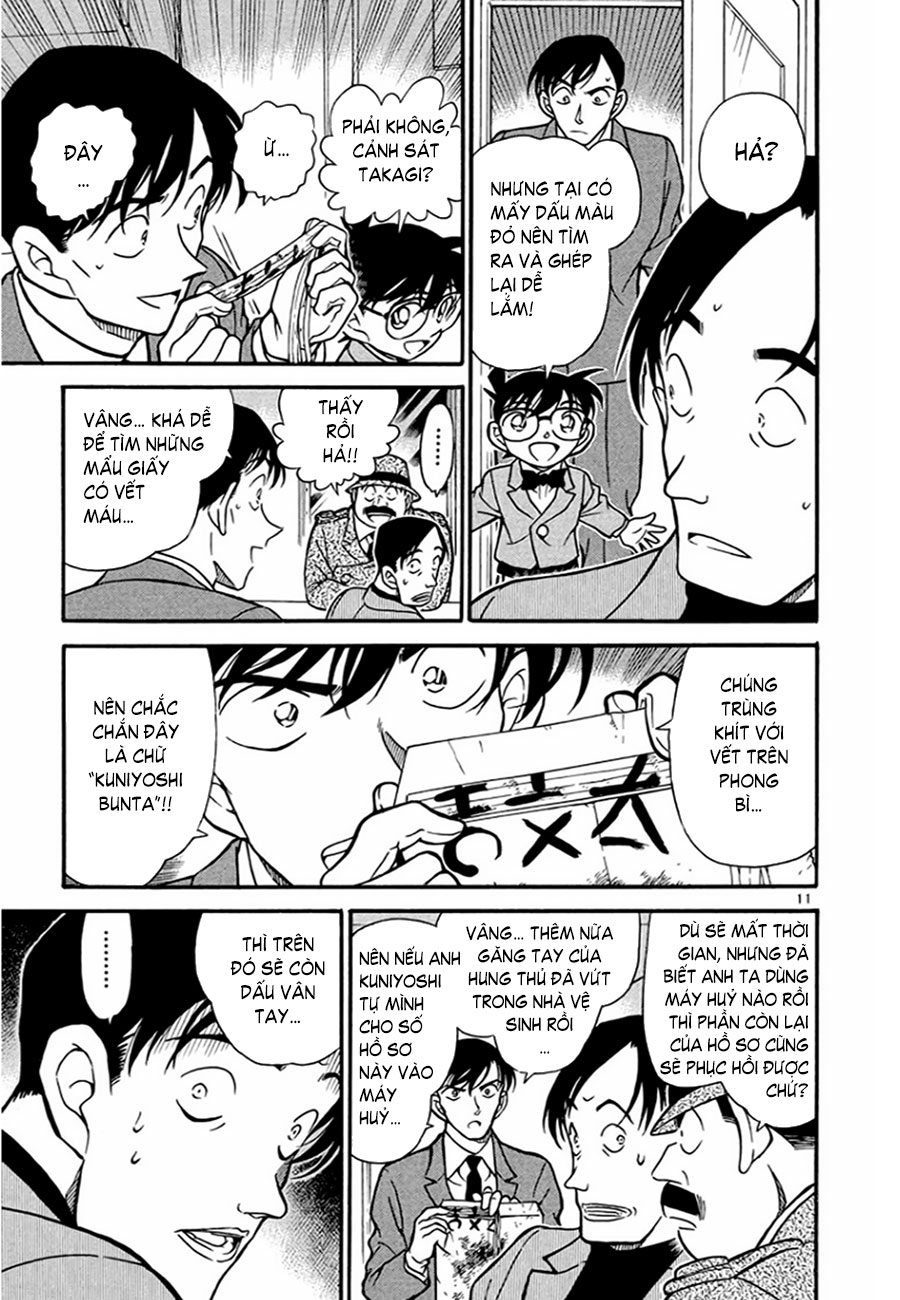 HẢ?
NHƯNG TẠI CÓ
MẤY DẤU MÀU
ĐÓ NÊN TÌM
RA VÀ GHÉP
LẠI DỄ
LẮM!
PHẢI KHÔNG,
CẢNH SÁT
TAKAGI?
Ừ...
ĐÂY
...
.......
THẤY
RỒI
HẢ!!
VÂNG... KHÁ DỄ
ĐỂ TÌM NHỮNG
MẨU GIẤY
CÓ VẾT
MÁU...
CHÚNG
TRÙNG
KHÍT VỚI
VẾT TRÊN
PHONG
BÌ...
NÊN CHẮC
CHẮN ĐÂY
LÀ CHỮ
"KUNIYOSHI
BUNTA"!!
11
DÙ SẼ MẤT THỜI
GIAN, NHƯNG ĐÃ
BIẾT ANH TA DÙNG
MÁY HUỶ NÀO RỒI
THÌ PHẦN CÒN LẠI
CỦA HỒ SƠ CŨNG
SẼ PHỤC HỒI ĐƯỢC
CHỨ?
VÂNG... THÊM NỮA
GĂNG TAY CỦA
HUNG THỦ ĐÃ VỨT
TRONG NHÀ VỆ
SINH RỒI
...
NÊN NẾU ANH
KUNIYOSHI
TỰ MÌNH
CHO SỐ
HỒ SƠ
NÀY VÀO
MÁY
HUỶ...
THÌ TRÊN
ĐÓ SẼ CÒN
DẤU VÂN
TAY...
........